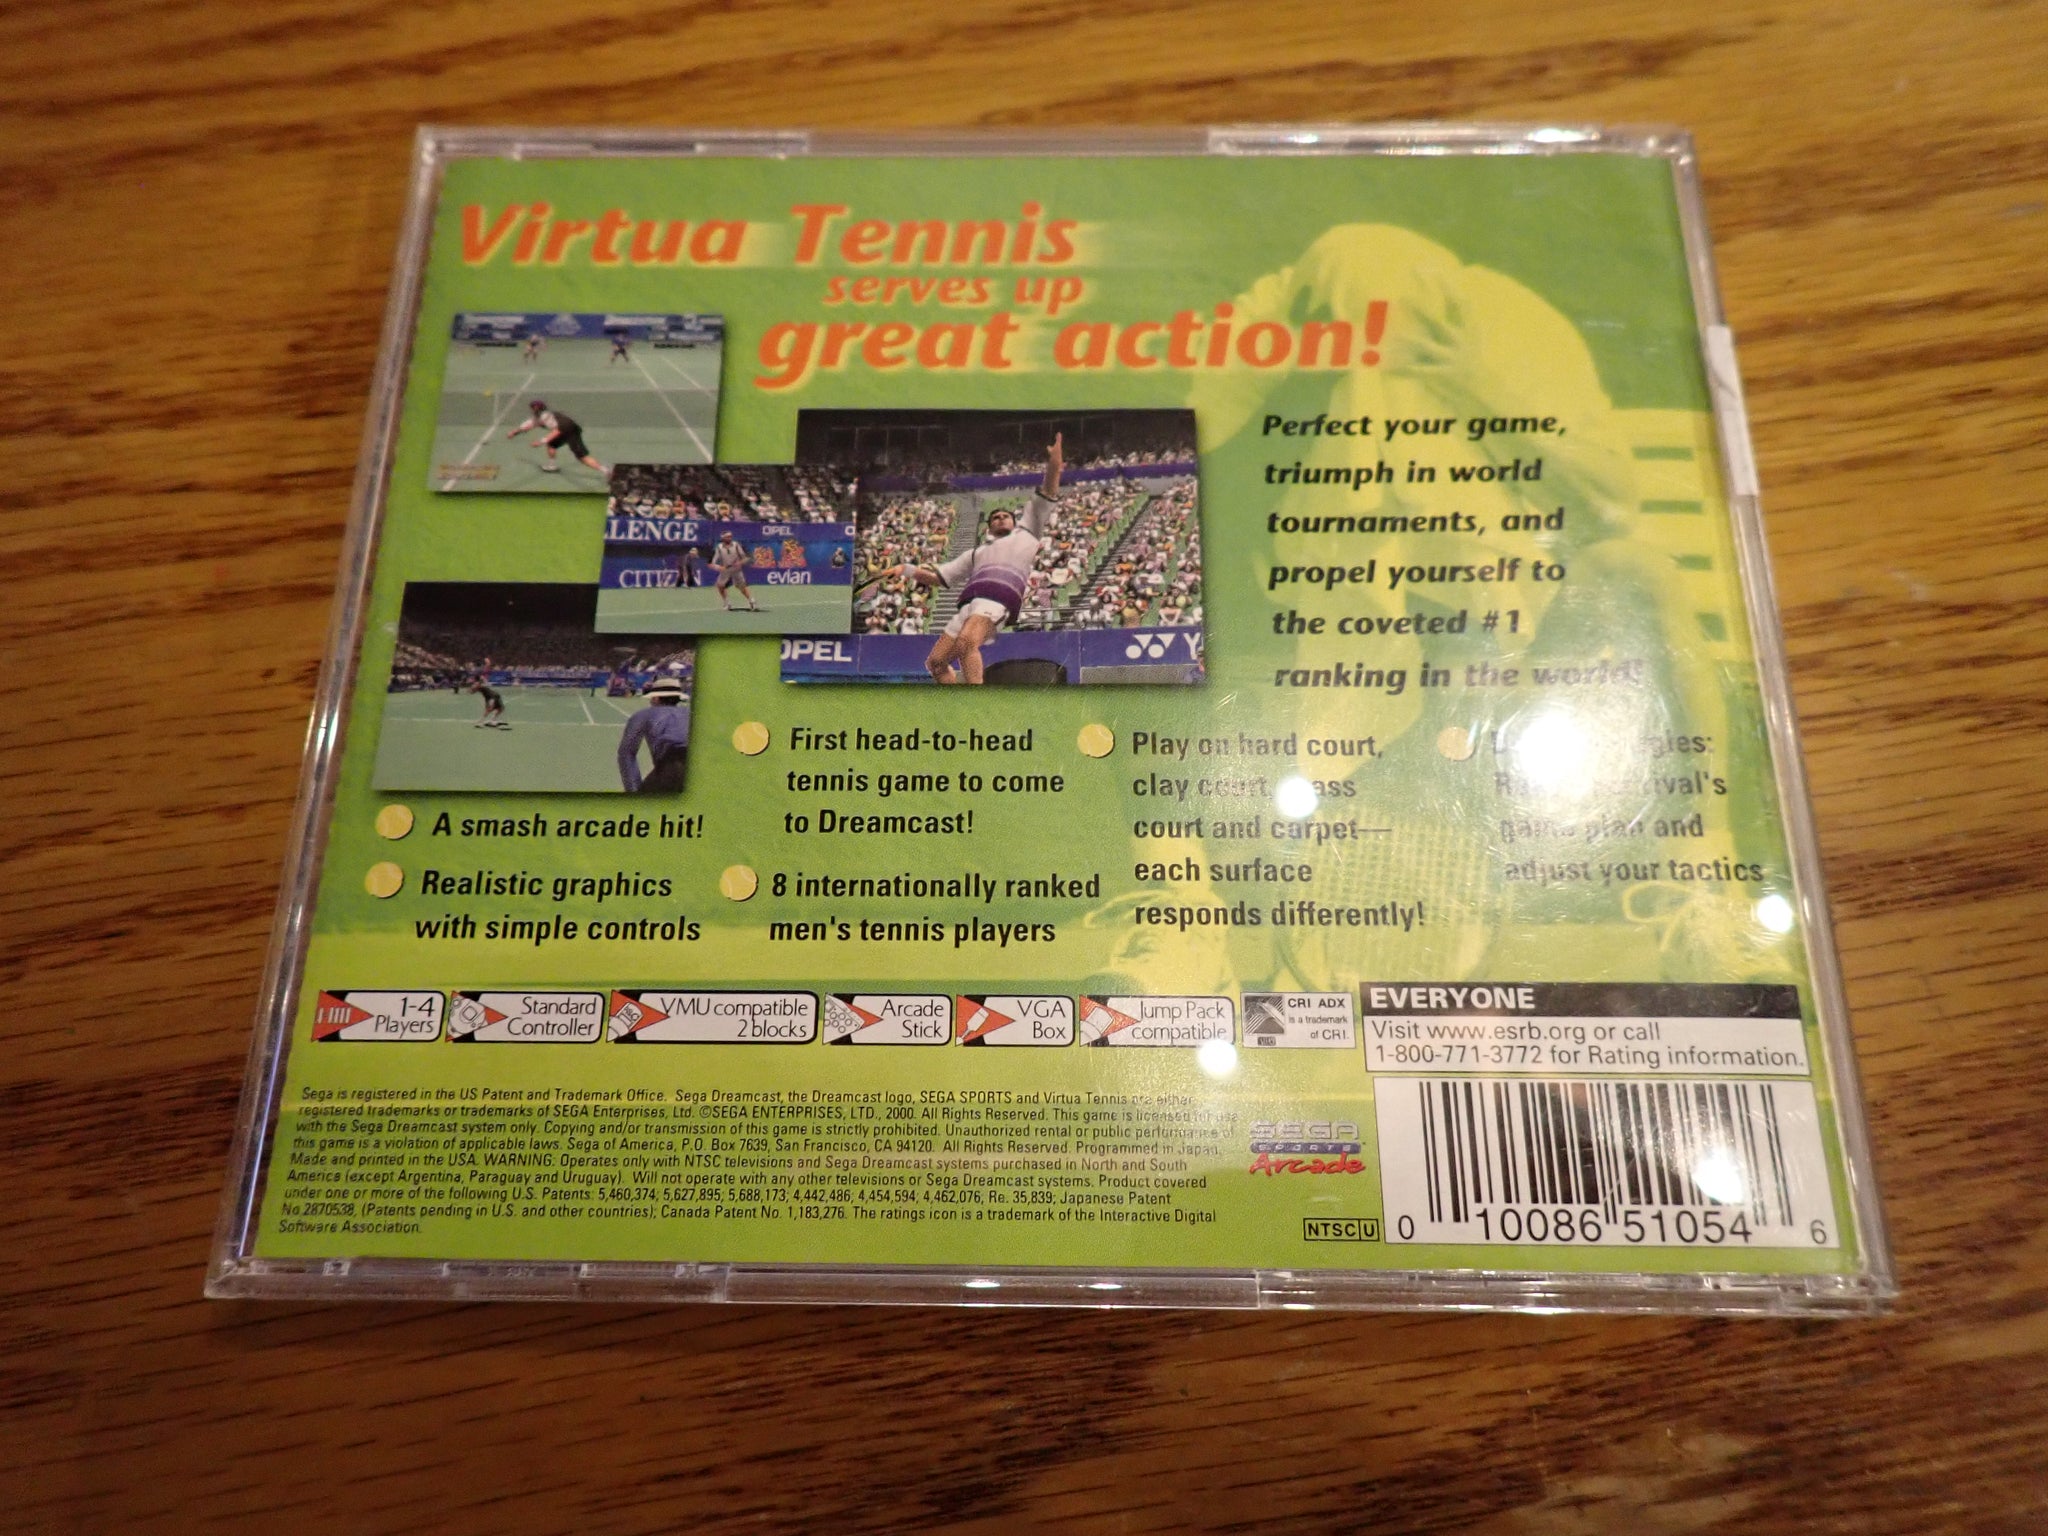 Virtua Tennis
serves up
great action!
LENGE
OPEL
CITIZEN
evian
OPEL
Y
Perfect your game,
triumph in world
tournaments, and
propel yourself to
the coveted #1
ranking in the world!
A smash arcade hit!
Realistic graphics
with simple controls
First head-to-head
tennis game to come
to Dreamcast!
8 internationally ranked
men's tennis players
Play on hard court,
clay court,
court and carpet—
each surface
responds differently!
rival's
game plan and
adjust your tactics
1-4
Players
Standard
Controller
VMU compatible
2 blocks
Arcade
Stick
VGA
Box
Jump Pack
compatible
CRI ADX
is a trademark
of CRI.
EVERYONE
Visit www.esrb.org or call
1-800-771-3772 for Rating information.
Sega is registered in the US Patent and Trademark Office. Sega Dreamcast, the Dreamcast logo, SEGA SPORTS and Virtua Tennis are either
registered trademarks or trademarks of SEGA Enterprises, Ltd. ©SEGA ENTERPRISES, LTD., 2000. All Rights Reserved. This game is licensed for use
with the Sega Dreamcast system only. Copying and/or transmission of this game is strictly prohibited. Unauthorized rental or public performance of
this game is a violation of applicable laws. Sega of America, P.O. Box 7639, San Francisco, CA 94120. All Rights Reserved. Programmed in Japan.
Made and printed in the USA. WARNING: Operates only with NTSC televisions and Sega Dreamcast systems purchased in North and South
America (except Argentina, Paraguay and Uruguay). Will not operate with any other televisions or Sega Dreamcast systems. Product covered
under one or more of the following U.S. Patents: 5,460,374; 5,627,895; 5,688,173; 4,442,486; 4,454,594; 4,462,076; Re. 35,839; Japanese Patent
No 2870538, (Patents pending in U.S. and other countries); Canada Patent No. 1,183,276. The ratings icon is a trademark of the Interactive Digital
Software Association.
SEGA
SPORTS
Arcade
NTSC U
0 10086 51054 6